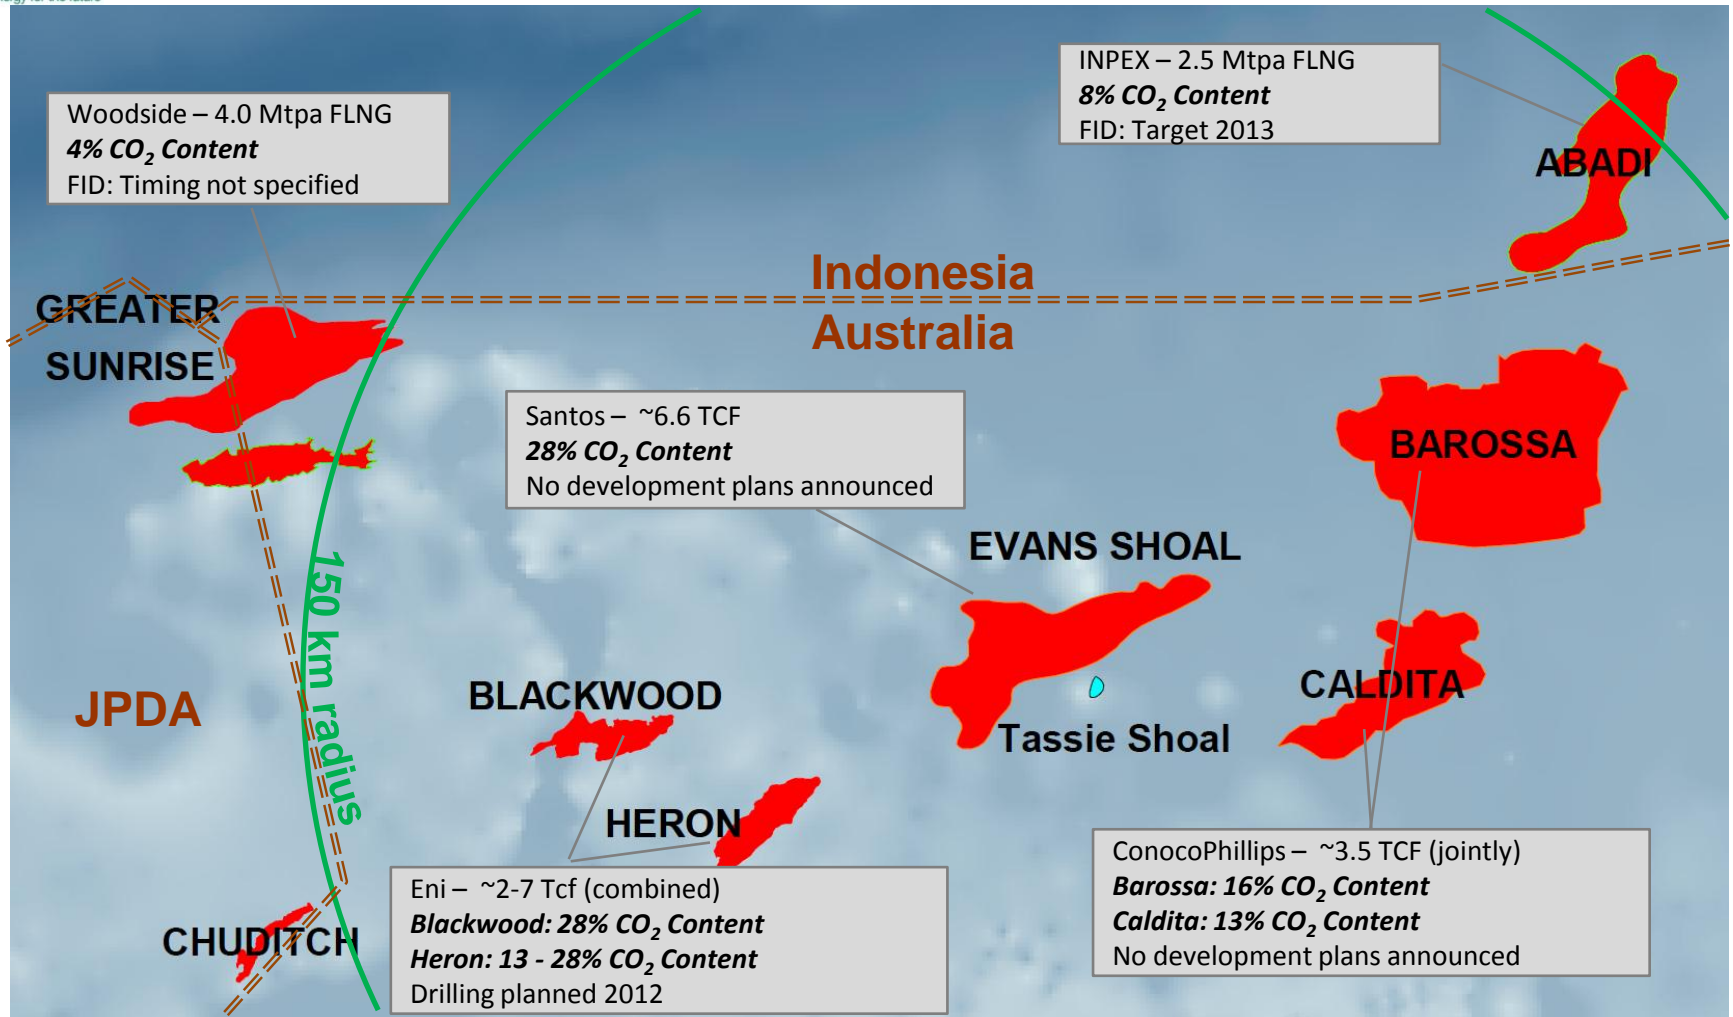 energy for the future
Woodside – 4.0 Mtpa FLNG
4% CO₂ Content
FID: Timing not specified
INPEX – 2.5 Mtpa FLNG
8% CO₂ Content
FID: Target 2013
ABADI
Indonesia
Australia
GREATER
SUNRISE
Santos – ~6.6 TCF
28% CO₂ Content
No development plans announced
BAROSSA
EVANS SHOAL
150 km radius
BLACKWOOD
CALDITA
JPDA
Tassie Shoal
HERON
CHUDITCH
Eni – ~2-7 Tcf (combined)
Blackwood: 28% CO₂ Content
Heron: 13 - 28% CO₂ Content
Drilling planned 2012
ConocoPhillips – ~3.5 TCF (jointly)
Barossa: 16% CO₂ Content
Caldita: 13% CO₂ Content
No development plans announced